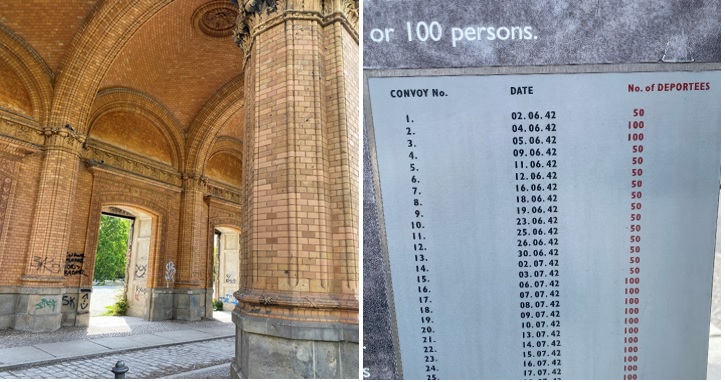 or 100 persons.
CONVOY No. DATE No. of DEPORTEES
1. 02.06.42 50
2. 04.06.42 100
3. 05.06.42 100
4. 09.06.42 50
5. 11.06.42 50
6. 12.06.42 50
7. 16.06.42 50
8. 18.06.42 50
9. 19.06.42 50
10. 23.06.42 50
11. 25.06.42 50
12. 26.06.42 50
13. 30.06.42 50
14. 02.07.42 50
15. 03.07.42 50
16. 06.07.42 100
17. 07.07.42 100
18. 08.07.42 100
19. 09.07.42 100
20. 10.07.42 100
21. 13.07.42 100
22. 14.07.42 100
23. 15.07.42 100
24. 16.07.42 100
25. 17.07.42 100
s
SK